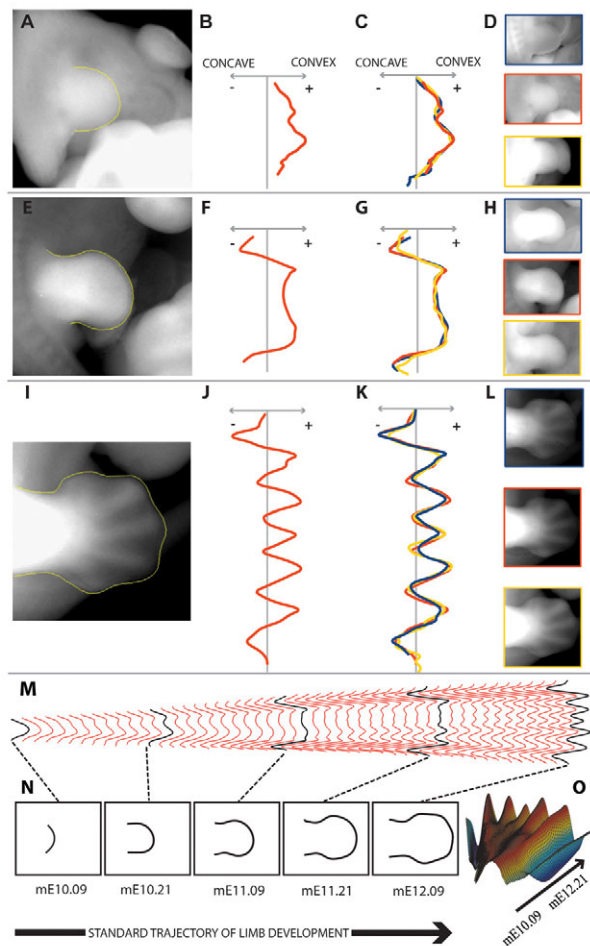 A
B
C
D
CONCAVE CONVEX
CONCAVE CONVEX
- +
- +
E
F
G
H
- +
- +
I
J
K
L
- +
- +
M
N
O
mE10.09
mE10.21
mE11.09
mE11.21
mE12.09
mE10.09
mE12.21
STANDARD TRAJECTORY OF LIMB DEVELOPMENT